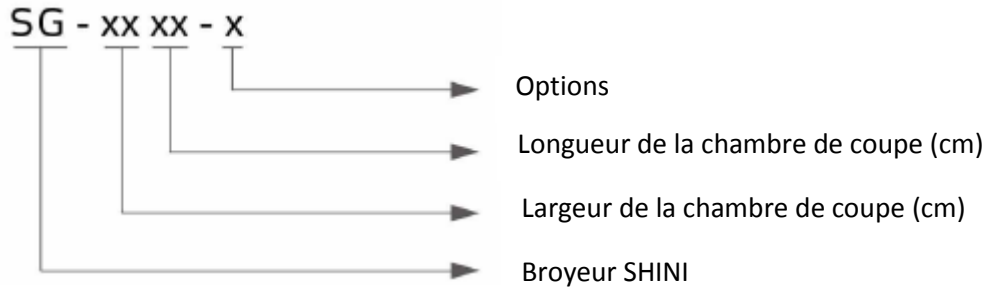 SG - xx xx - x
Options
Longueur de la chambre de coupe (cm)
Largeur de la chambre de coupe (cm)
Broyeur SHINI